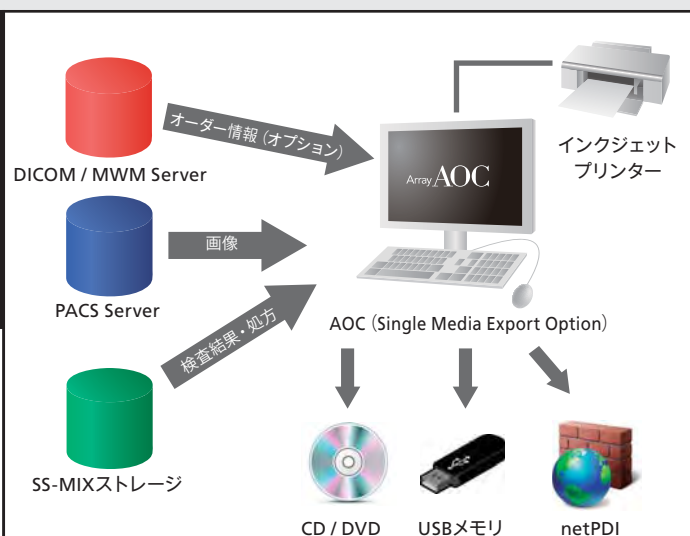 オーダー情報（オプション）
DICOM / MWM Server
インクジェット
プリンター
Array AOC
画像
PACS Server
AOC（Single Media Export Option）
検査結果・処方
SS-MIXストレージ
CD / DVD
USBメモリ
netPDI